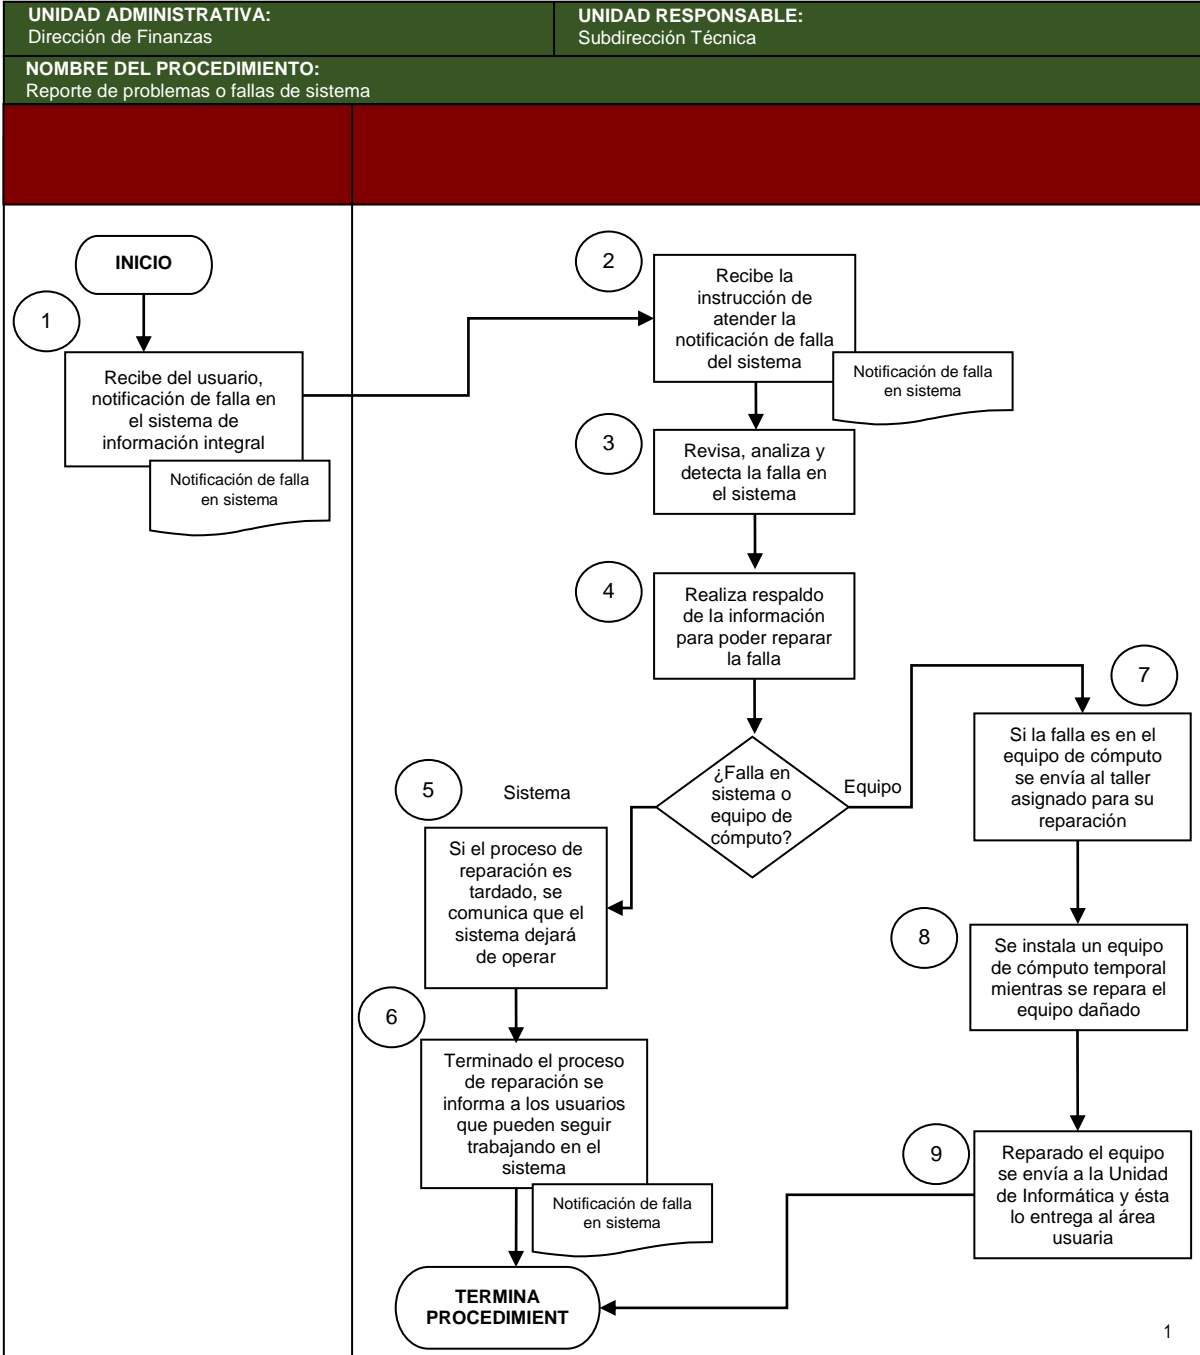 UNIDAD ADMINISTRATIVA:
Dirección de Finanzas
UNIDAD RESPONSABLE:
Subdirección Técnica
NOMBRE DEL PROCEDIMIENTO:
Reporte de problemas o fallas de sistema
INICIO
1
Recibe del usuario,
notificación de falla en
el sistema de
información integral
Notificación de falla
en sistema
2
Recibe la
instrucción de
atender la
notificación de falla
del sistema
Notificación de falla
en sistema
3
Revisa, analiza y
detecta la falla en
el sistema
4
Realiza respaldo
de la información
para poder reparar
la falla
¿Falla en
sistema o
equipo de
cómputo?
Sistema
Equipo
5
Si el proceso de
reparación es
tardado, se
comunica que el
sistema dejará
de operar
6
Terminado el proceso
de reparación se
informa a los usuarios
que pueden seguir
trabajando en el
sistema
Notificación de falla
en sistema
7
Si la falla es en el
equipo de cómputo
se envía al taller
asignado para su
reparación
8
Se instala un equipo
de cómputo temporal
mientras se repara el
equipo dañado
9
Reparado el equipo
se envía a la Unidad
de Informática y ésta
lo entrega al área
usuaria
TERMINA
PROCEDIMIENT
1